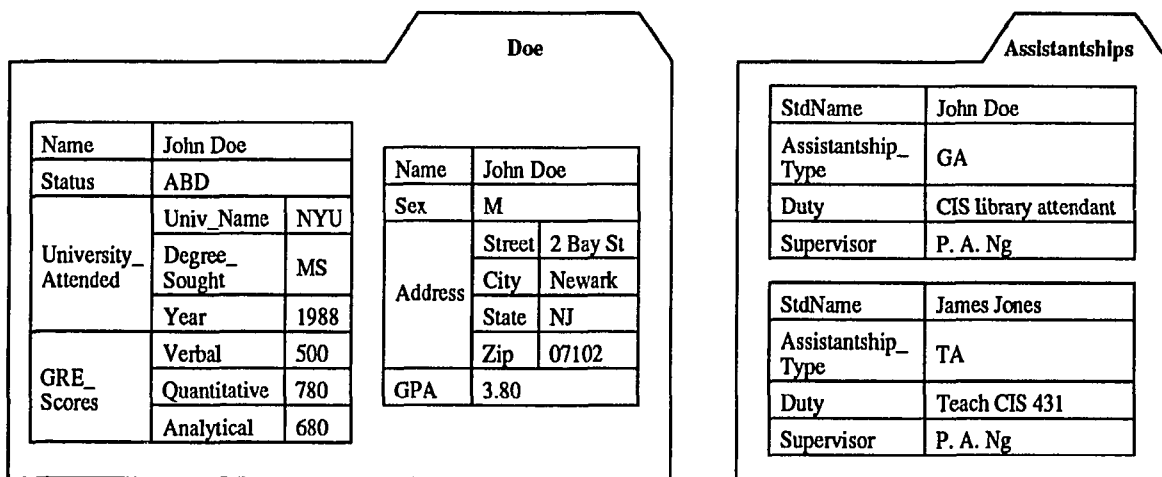 Doe
Name John Doe
Status ABD
University_
Attended
Univ_Name NYU
Degree_
Sought
MS
Year 1988
GRE_
Scores
Verbal 500
Quantitative 780
Analytical 680
Name John Doe
Sex M
Address
Street 2 Bay St
City Newark
State NJ
Zip 07102
GPA 3.80
Assistantships
StdName John Doe
Assistantship_
Type
GA
Duty CIS library attendant
Supervisor P. A. Ng
StdName James Jones
Assistantship_
Type
TA
Duty Teach CIS 431
Supervisor P. A. Ng